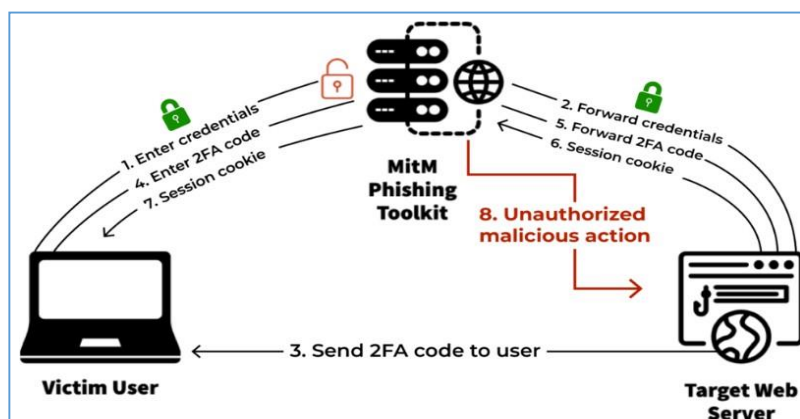 1. Enter credentials
4. Enter 2FA code
7. Session cookie
MitM
Phishing
Toolkit
2. Forward credentials
5. Forward 2FA code
6. Session cookie
8. Unauthorized
malicious action
3. Send 2FA code to user
Victim User
Target Web
Server